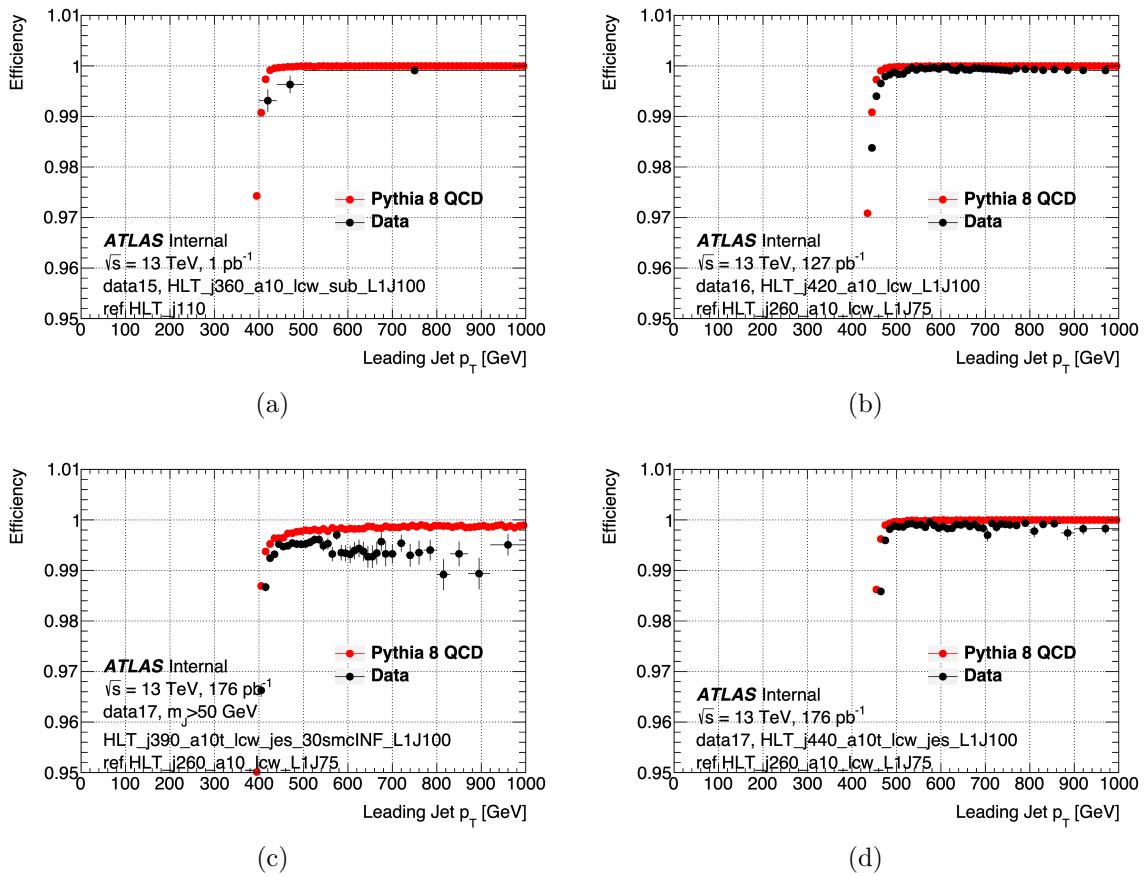 Efficiency
1.01
1
0.99
0.98
0.97
0.96
0.95
Pythia 8 QCD
Data
ATLAS Internal
√s = 13 TeV, 1 pb⁻¹
data15, HLT_j360_a10_lcw_sub_L1J100
ref HLT_j110
0 100 200 300 400 500 600 700 800 900 1000
Leading Jet p_T [GeV]
(a)
Efficiency
1.01
1
0.99
0.98
0.97
0.96
0.95
Pythia 8 QCD
Data
ATLAS Internal
√s = 13 TeV, 127 pb⁻¹
data16, HLT_j420_a10_lcw_L1J100
ref HLT_j260_a10_lcw_L1J75
0 100 200 300 400 500 600 700 800 900 1000
Leading Jet p_T [GeV]
(b)
Efficiency
1.01
1
0.99
0.98
0.97
0.96
0.95
Pythia 8 QCD
Data
ATLAS Internal
√s = 13 TeV, 176 pb⁻¹
data17, m_J>50 GeV
HLT_j390_a10t_lcw_jes_30smcINF_L1J100
ref HLT_j260_a10_lcw_L1J75
0 100 200 300 400 500 600 700 800 900 1000
Leading Jet p_T [GeV]
(c)
Efficiency
1.01
1
0.99
0.98
0.97
0.96
0.95
Pythia 8 QCD
Data
ATLAS Internal
√s = 13 TeV, 176 pb⁻¹
data17, HLT_j440_a10t_lcw_jes_L1J100
ref HLT_j260_a10_lcw_L1J75
0 100 200 300 400 500 600 700 800 900 1000
Leading Jet p_T [GeV]
(d)